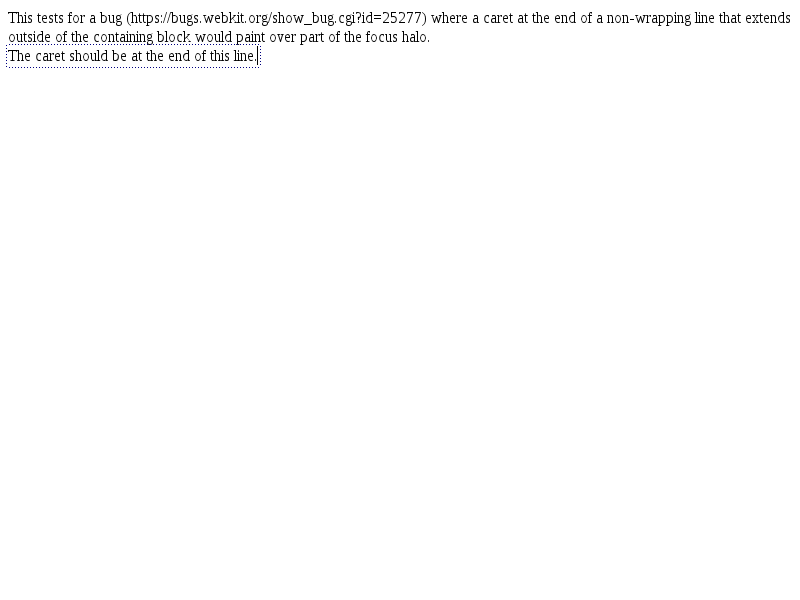 This tests for a bug (https://bugs.webkit.org/show_bug.cgi?id=25277) where a caret at the end of a non-wrapping line that extends
outside of the containing block would paint over part of the focus halo.
The caret should be at the end of this line.